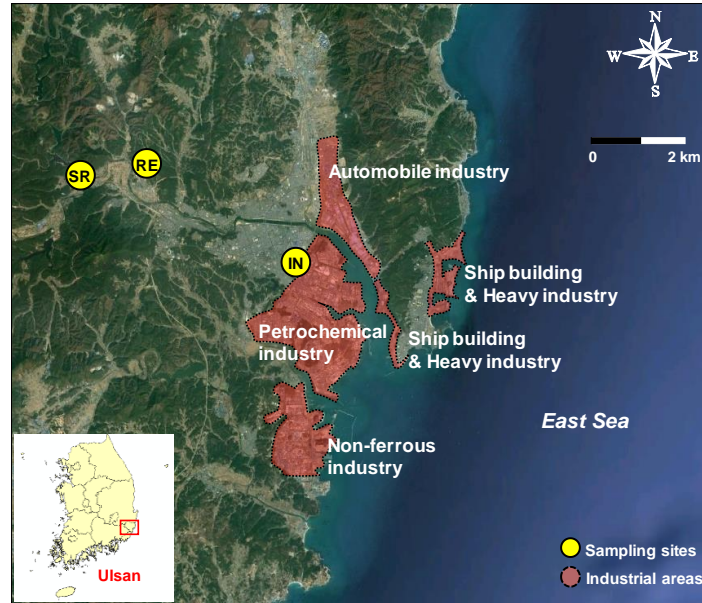 N
W E
S
0 2 km
SR
RE
Automobile industry
IN
Ship building
& Heavy industry
Petrochemical
industry
Ship building
& Heavy industry
East Sea
Non-ferrous
industry
Ulsan
Sampling sites
Industrial areas